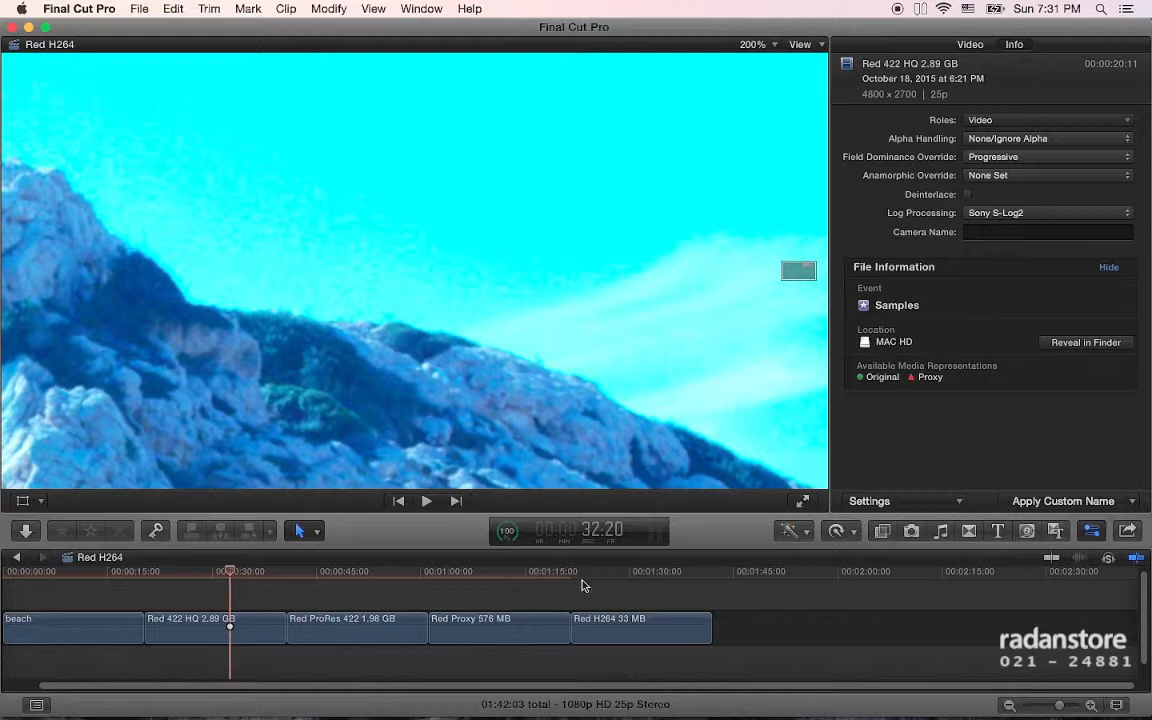 Final Cut Pro File Edit Trim Mark Clip Modify View Window Help Sun 7:31 PM
Final Cut Pro
Red H264 200% View
Video Info
Red 422 HQ 2.89 GB 00:00:20:11
October 18, 2015 at 6:21 PM
4800 × 2700 | 25p
Roles: Video
Alpha Handling: None/Ignore Alpha
Field Dominance Override: Progressive
Anamorphic Override: None Set
Deinterlace:
Log Processing: Sony S-Log2
Camera Name:
File Information Hide
Event
Samples
Location
MAC HD Reveal in Finder
Available Media Representations
Original Proxy
Settings Apply Custom Name
100 00:00:32:20
HR MIN SEC FR
Red H264
00:00:00:00 00:00:15:00 00:00:30:00 00:00:45:00 00:01:00:00 00:01:15:00 00:01:30:00 00:01:45:00 00:02:00:00 00:02:15:00 00:02:30:00
beach Red 422 HQ 2.89 GB Red ProRes 422 1.98 GB Red Proxy 576 MB Red H264 33 MB
radanstore
021 - 24881
01:42:03 total - 1080p HD 25p Stereo